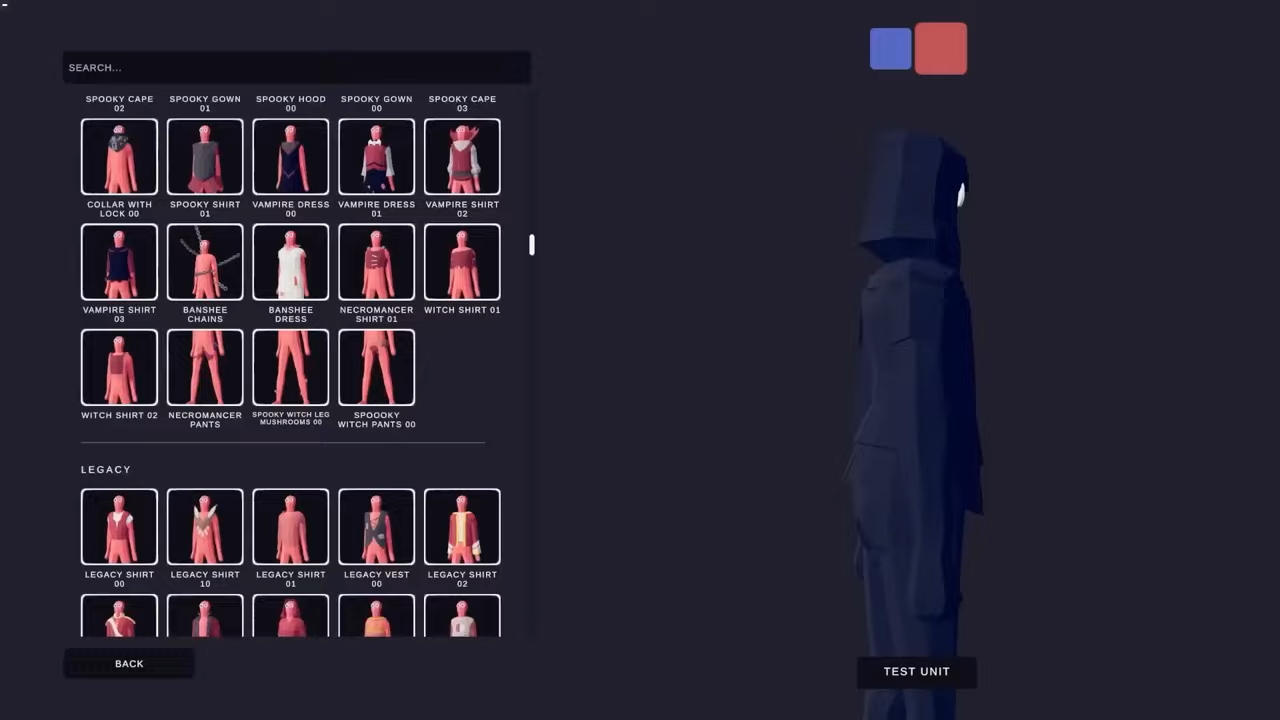 SEARCH...
SPOOKY CAPE 02
SPOOKY GOWN 01
SPOOKY HOOD 00
SPOOKY GOWN 00
SPOOKY CAPE 03
COLLAR WITH LOCK 00
SPOOKY SHIRT 01
VAMPIRE DRESS 00
VAMPIRE DRESS 01
VAMPIRE SHIRT 02
VAMPIRE SHIRT 03
BANSHEE CHAINS
BANSHEE DRESS
NECROMANCER SHIRT 01
WITCH SHIRT 01
WITCH SHIRT 02
NECROMANCER PANTS
SPOOKY WITCH LEG MUSHROOMS 00
SPOOOKY WITCH PANTS 00
LEGACY
LEGACY SHIRT 00
LEGACY SHIRT 10
LEGACY SHIRT 01
LEGACY VEST 00
LEGACY SHIRT 02
BACK
TEST UNIT